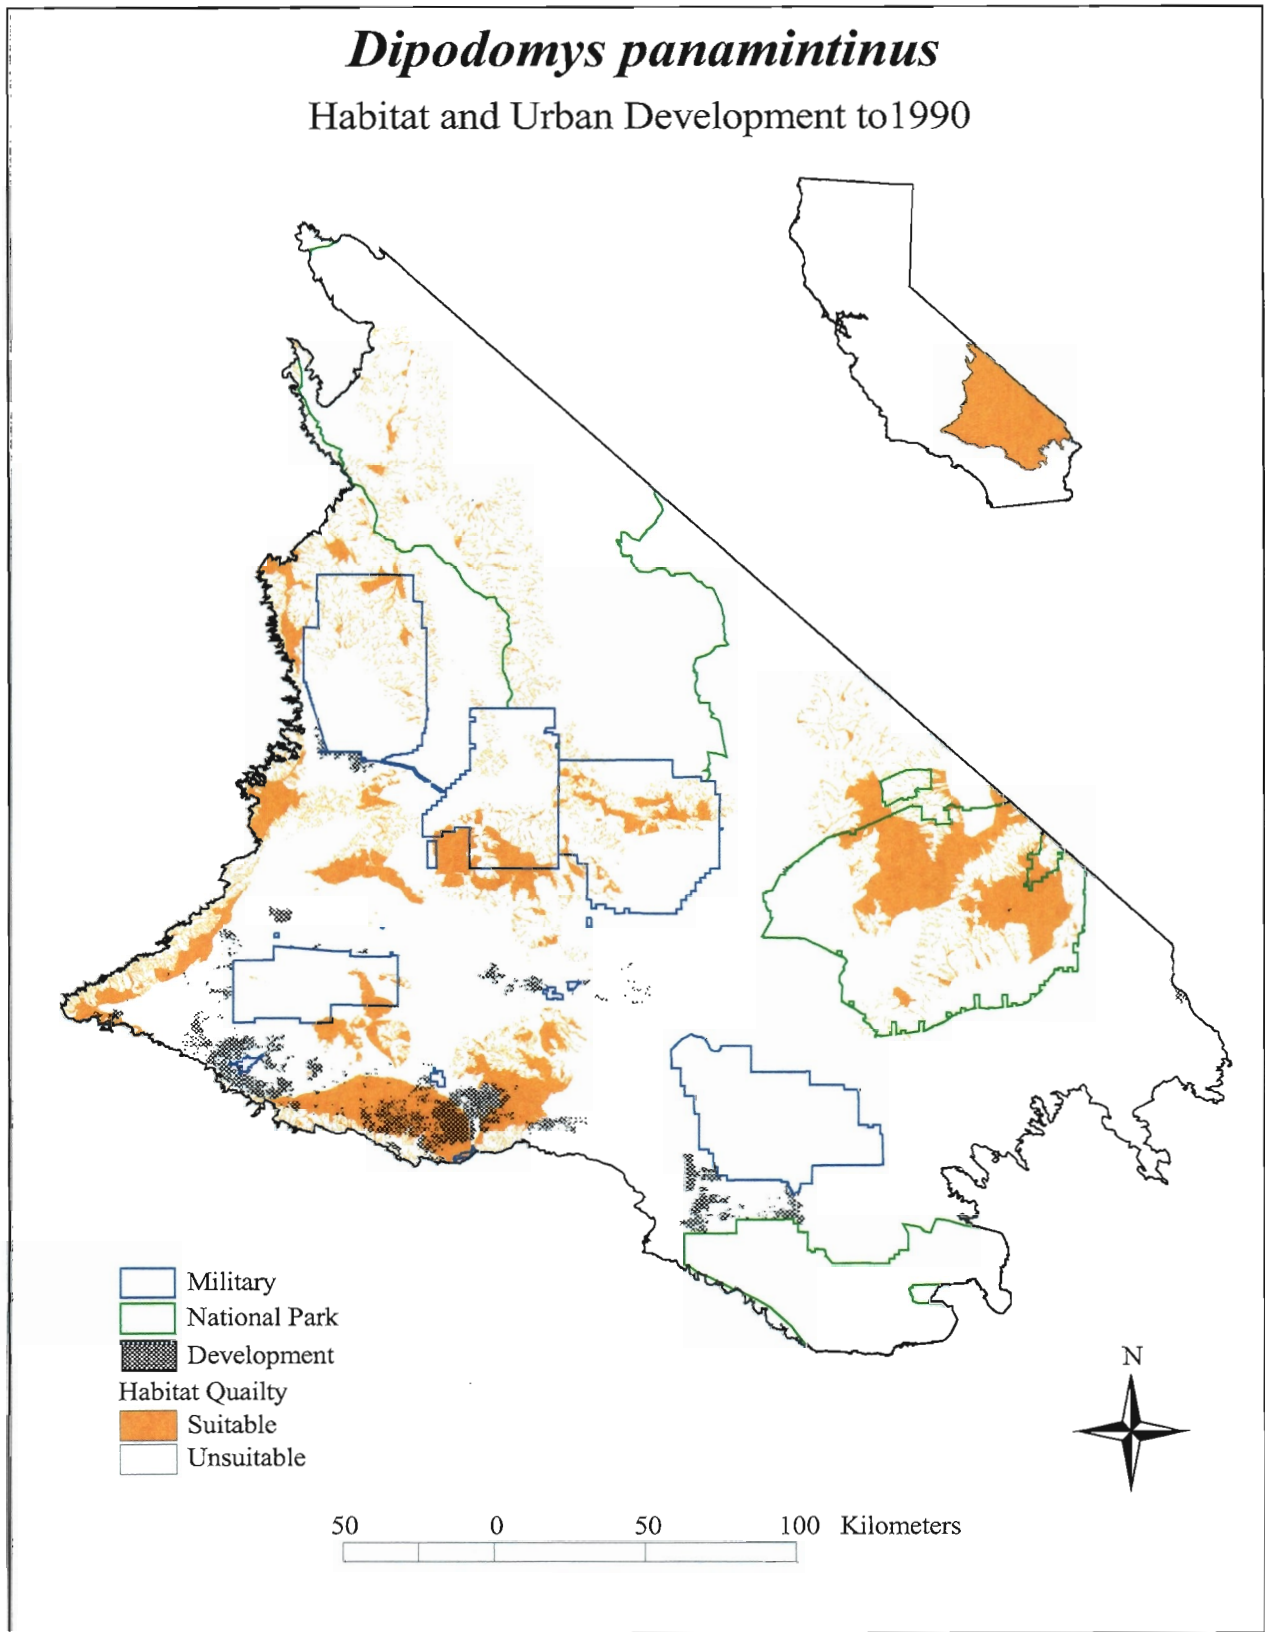 Dipodomys panamintinus
Habitat and Urban Development to1990
Military
National Park
Development
Habitat Quailty
Suitable
Unsuitable
N
50 0 50 100 Kilometers